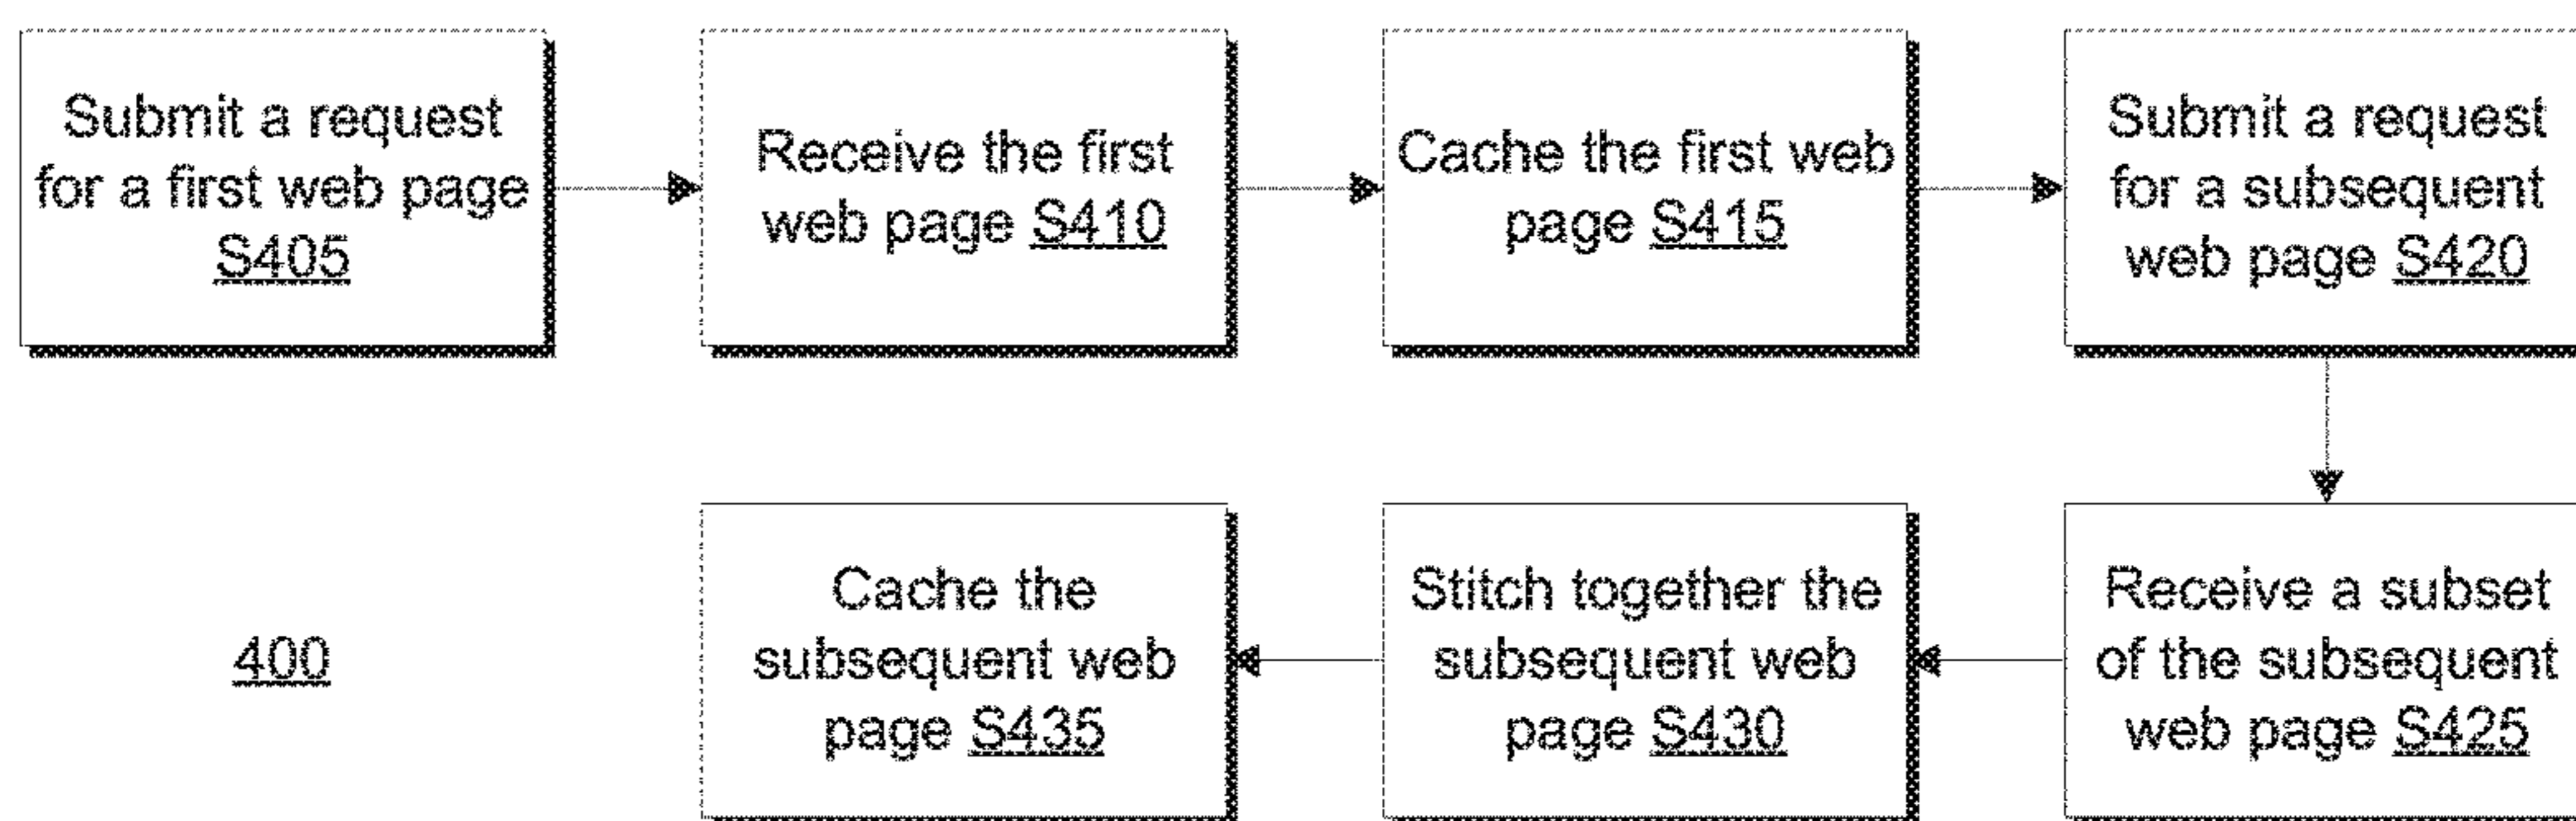 Submit a request
for a first web page
S405
Receive the first
web page S410
Cache the first web
page S415
Submit a request
for a subsequent
web page S420
Receive a subset
of the subsequent
web page S425
Stitch together the
subsequent web
page S430
Cache the
subsequent web
page S435
400